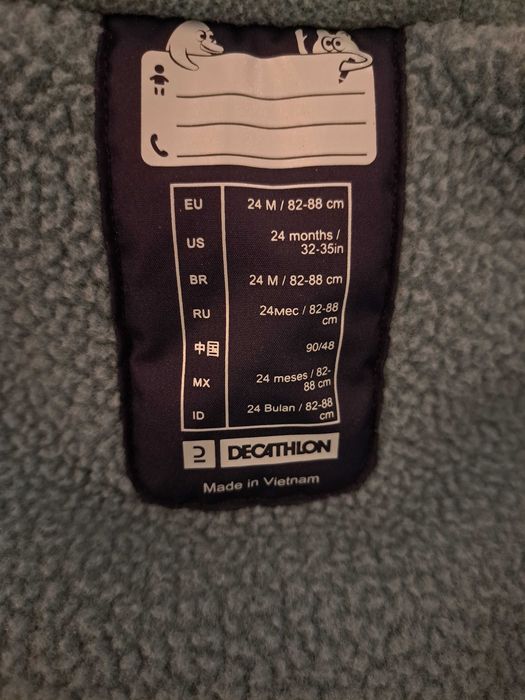 EU 24 M / 82-88 cm
US 24 months /
32-35in
BR 24 M / 82-88 cm
RU 24мес / 82-88
cm
中国 90/48
MX 24 meses / 82-
88 cm
ID 24 Bulan / 82-88
cm
DECATHLON
Made in Vietnam